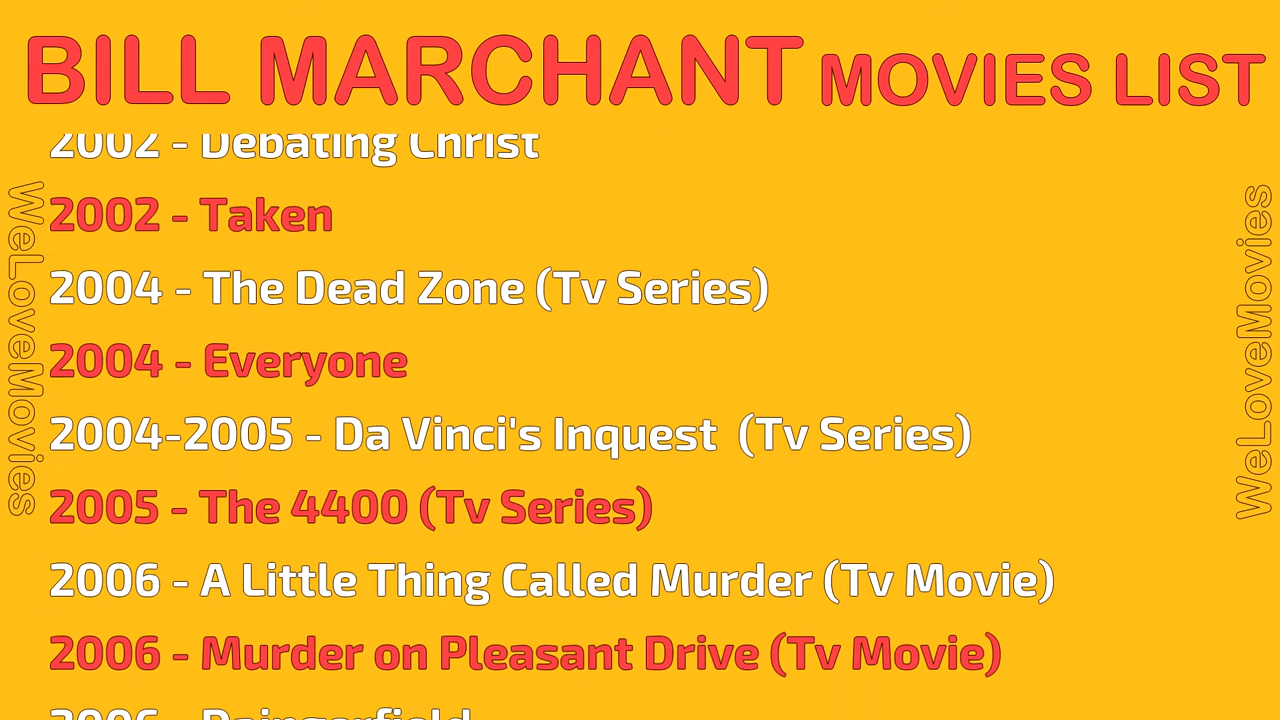 BILL MARCHANT MOVIES LIST
2002 - Debating Christ
2002 - Taken
2004 - The Dead Zone (Tv Series)
2004 - Everyone
2004-2005 - Da Vinci's Inquest (Tv Series)
2005 - The 4400 (Tv Series)
2006 - A Little Thing Called Murder (Tv Movie)
2006 - Murder on Pleasant Drive (Tv Movie)
2006 - Daingerfield
WeLoveMovies
WeLoveMovies